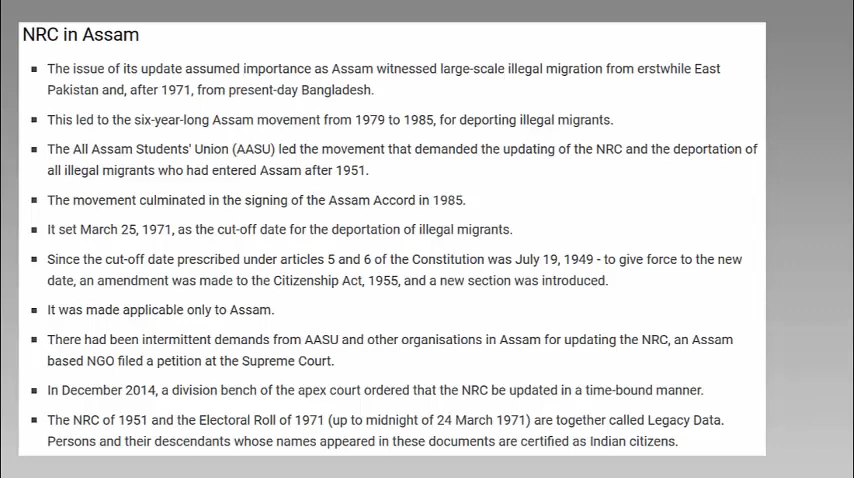 NRC in Assam
▪ The issue of its update assumed importance as Assam witnessed large-scale illegal migration from erstwhile East
Pakistan and, after 1971, from present-day Bangladesh.
▪ This led to the six-year-long Assam movement from 1979 to 1985, for deporting illegal migrants.
▪ The All Assam Students' Union (AASU) led the movement that demanded the updating of the NRC and the deportation of
all illegal migrants who had entered Assam after 1951.
▪ The movement culminated in the signing of the Assam Accord in 1985.
▪ It set March 25, 1971, as the cut-off date for the deportation of illegal migrants.
▪ Since the cut-off date prescribed under articles 5 and 6 of the Constitution was July 19, 1949 - to give force to the new
date, an amendment was made to the Citizenship Act, 1955, and a new section was introduced.
▪ It was made applicable only to Assam.
▪ There had been intermittent demands from AASU and other organisations in Assam for updating the NRC, an Assam
based NGO filed a petition at the Supreme Court.
▪ In December 2014, a division bench of the apex court ordered that the NRC be updated in a time-bound manner.
▪ The NRC of 1951 and the Electoral Roll of 1971 (up to midnight of 24 March 1971) are together called Legacy Data.
Persons and their descendants whose names appeared in these documents are certified as Indian citizens.